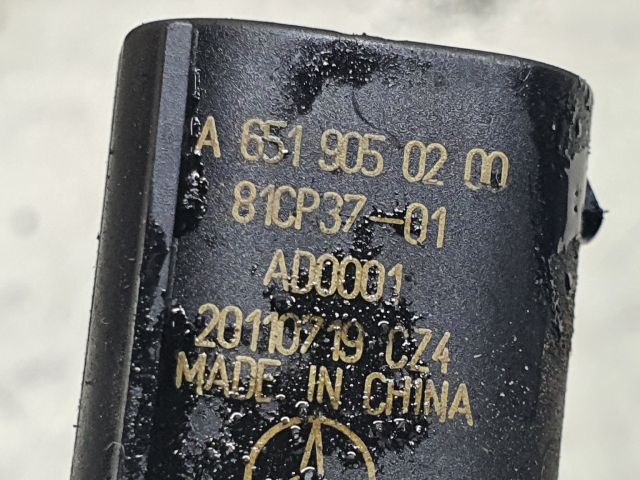 A 651 905 02 00
81CP37-01
AD0001
20110719 CZ4
MADE IN CHINA